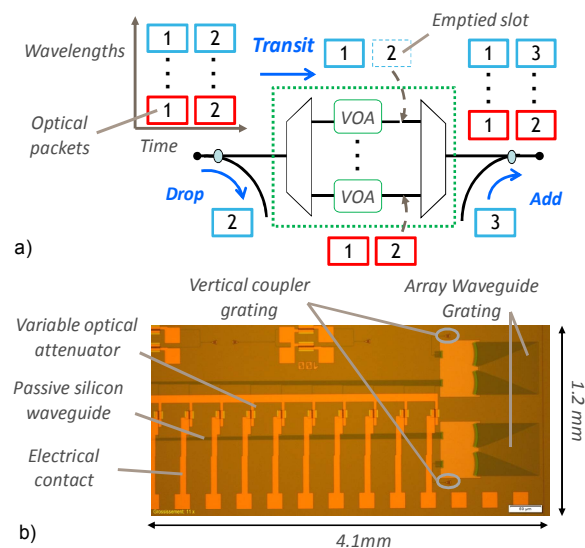 Wavelengths
1 2
Transit
1 2
Emptied slot
1 3
1 2
1 2
Optical packets
Time
VOA
VOA
Drop
2
1 2
3
Add
a)
Vertical coupler grating
Array Waveguide Grating
Variable optical attenuator
Passive silicon waveguide
Electrical contact
100
1.2 mm
4.1mm
b)